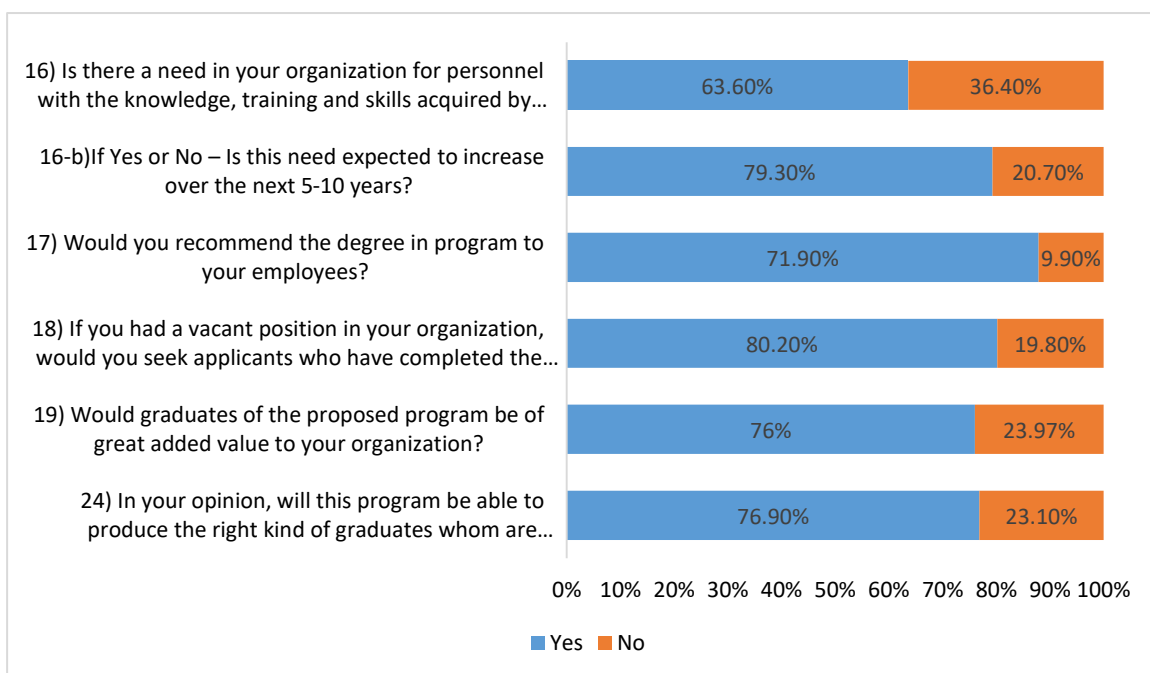 16) Is there a need in your organization for personnel
with the knowledge, training and skills acquired by...
63.60% 36.40%
16-b)If Yes or No – Is this need expected to increase
over the next 5-10 years?
79.30% 20.70%
17) Would you recommend the degree in program to
your employees?
71.90% 9.90%
18) If you had a vacant position in your organization,
would you seek applicants who have completed the...
80.20% 19.80%
19) Would graduates of the proposed program be of
great added value to your organization?
76% 23.97%
24) In your opinion, will this program be able to
produce the right kind of graduates whom are...
76.90% 23.10%
0% 10% 20% 30% 40% 50% 60% 70% 80% 90% 100%
Yes No